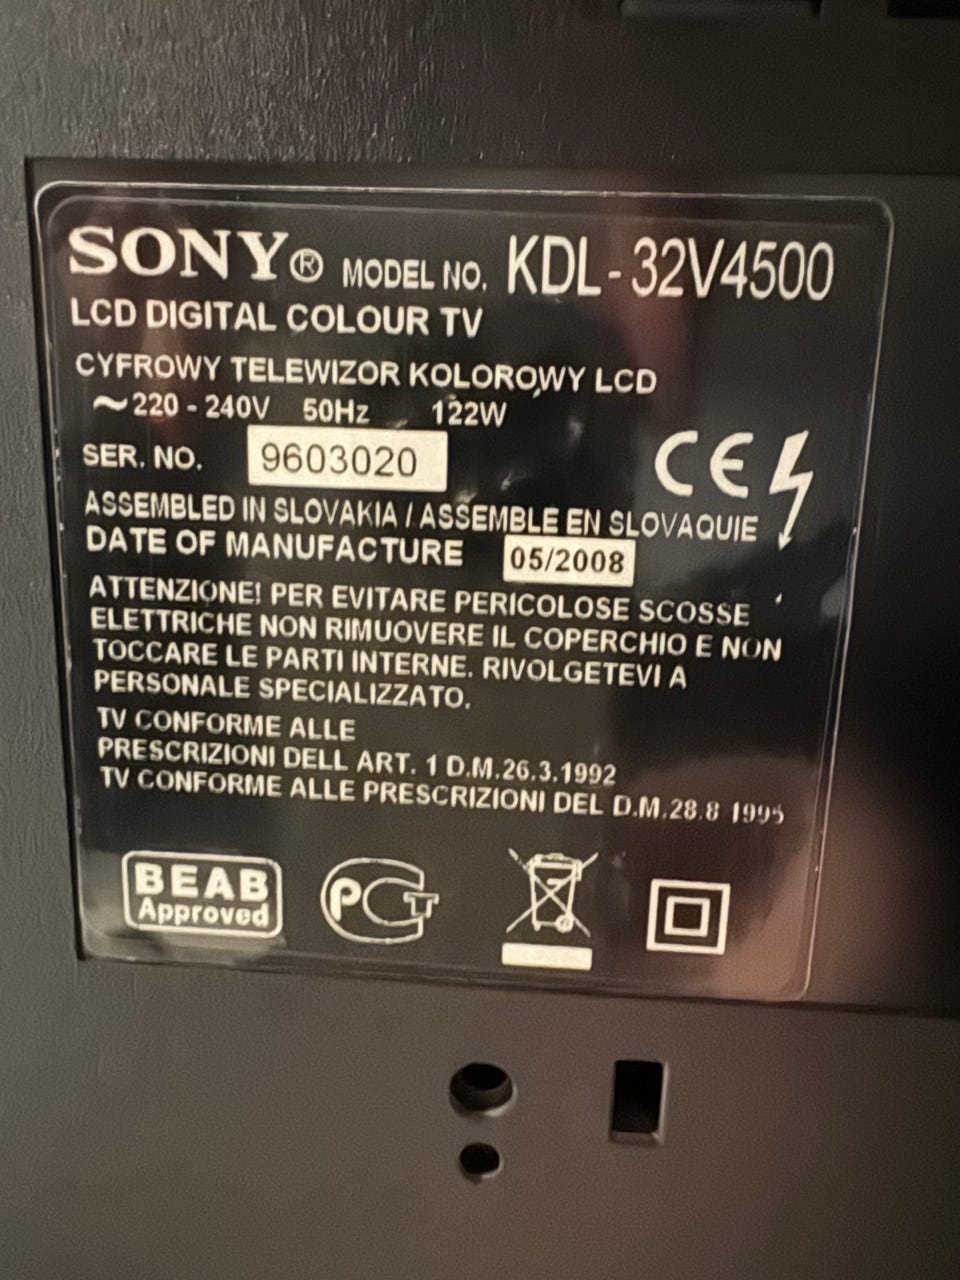 SONY® MODEL NO. KDL-32V4500
LCD DIGITAL COLOUR TV
CYFROWY TELEWIZOR KOLOROWY LCD
~220 - 240V 50Hz 122W
SER. NO. 9603020
CE
ASSEMBLED IN SLOVAKIA / ASSEMBLÉ EN SLOVAQUIE
DATE OF MANUFACTURE 05/2008
ATTENZIONE! PER EVITARE PERICOLOSE SCOSSE
ELETTRICHE NON RIMUOVERE IL COPERCHIO E NON
TOCCARE LE PARTI INTERNE. RIVOLGETEVI A
PERSONALE SPECIALIZZATO.
TV CONFORME ALLE
PRESCRIZIONI DELL ART. 1 D.M.26.3.1992
TV CONFORME ALLE PRESCRIZIONI DEL D.M.28.8 1995
BEAB
Approved
РСТ